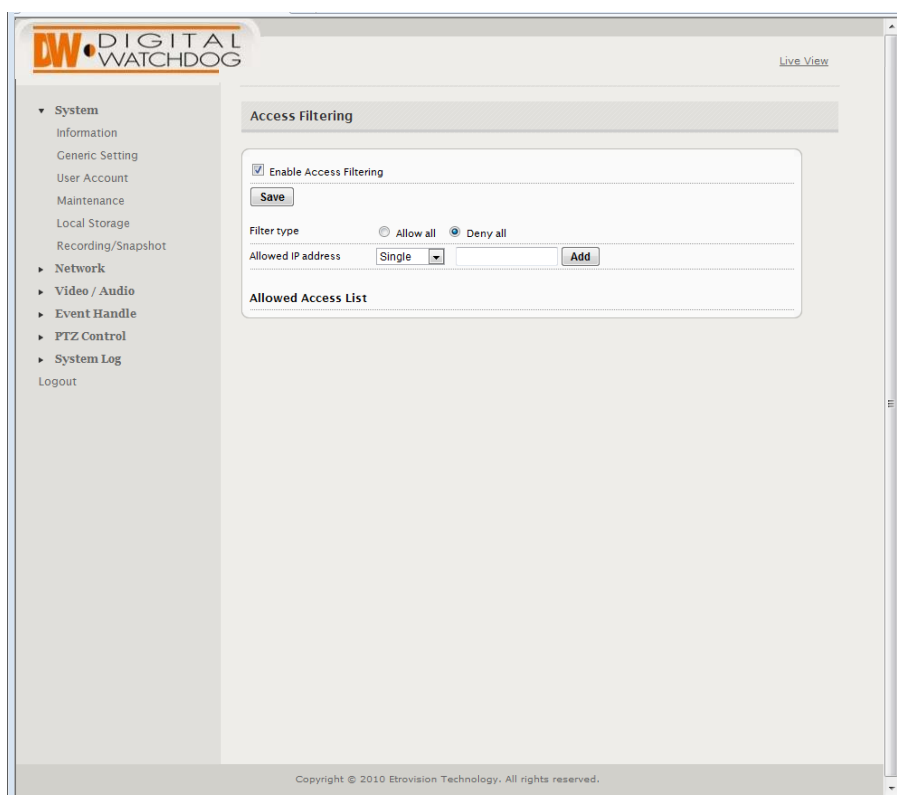 DW DIGITAL
WATCHDOG
Live View
System
Information
Generic Setting
User Account
Maintenance
Local Storage
Recording/Snapshot
Network
Video / Audio
Event Handle
PTZ Control
System Log
Logout
Access Filtering
Enable Access Filtering
Save
Filter type Allow all Deny all
Allowed IP address Single Add
Allowed Access List
Copyright © 2010 Etrovision Technology. All rights reserved.